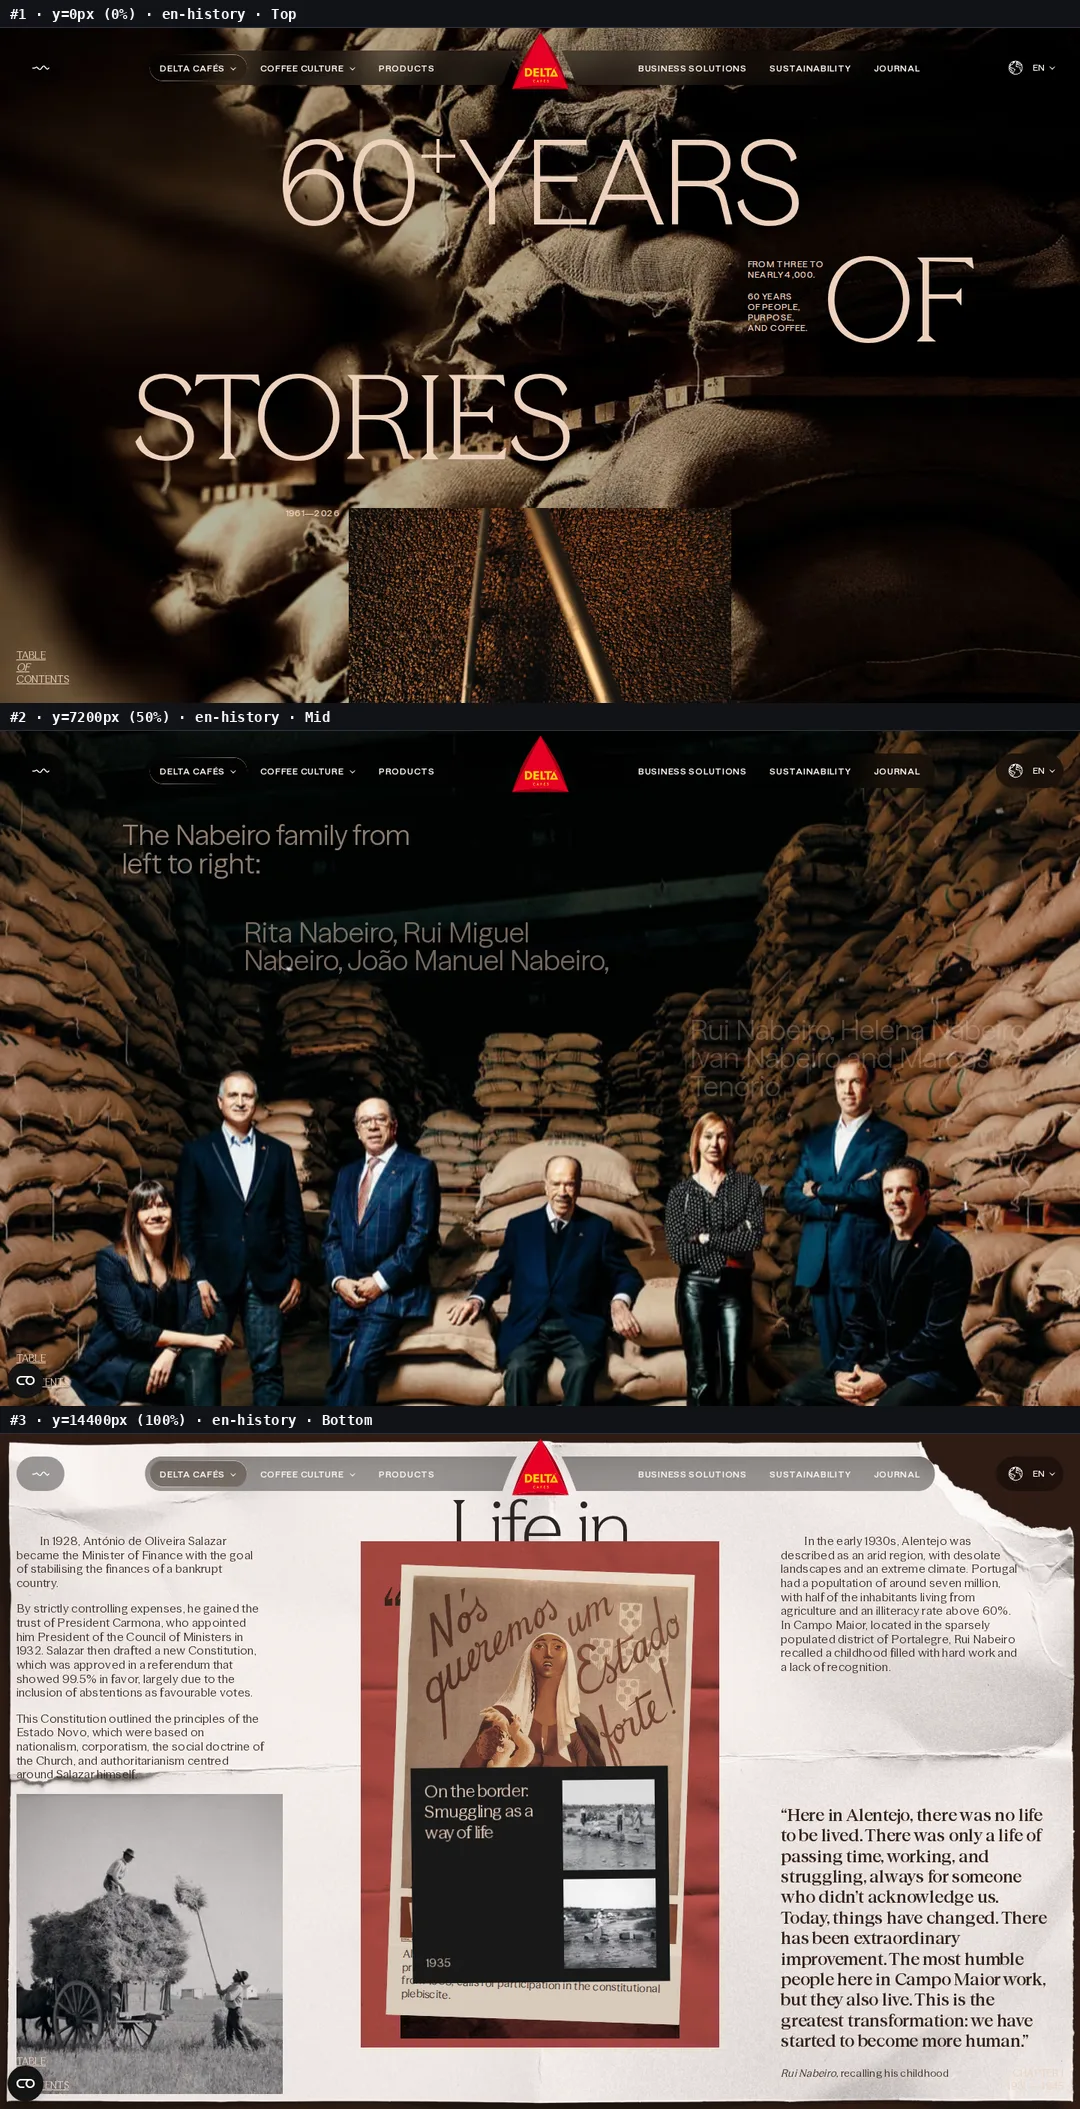 #1 · y=0px (0%) · en-history · Top
DELTA CAFÉS
COFFEE CULTURE
PRODUCTS
DELTA
CAFÉS
BUSINESS SOLUTIONS
SUSTAINABILITY
JOURNAL
EN
60+YEARS
FROM THREE TO
NEARLY 4,000.
60 YEARS
OF PEOPLE,
PURPOSE,
AND COFFEE.
OF
STORIES
1961—2026
TABLE
OF
CONTENTS
#2 · y=7200px (50%) · en-history · Mid
DELTA CAFÉS
COFFEE CULTURE
PRODUCTS
DELTA
CAFÉS
BUSINESS SOLUTIONS
SUSTAINABILITY
JOURNAL
EN
The Nabeiro family from
left to right:
Rita Nabeiro, Rui Miguel
Nabeiro, João Manuel Nabeiro,
Rui Nabeiro, Helena Nabeiro
Ivan Nabeiro and Marcos
Tenório
TABLE
#3 · y=14400px (100%) · en-history · Bottom
DELTA CAFÉS
COFFEE CULTURE
PRODUCTS
DELTA
CAFÉS
BUSINESS SOLUTIONS
SUSTAINABILITY
JOURNAL
EN
Life in
In 1928, António de Oliveira Salazar
became the Minister of Finance with the goal
of stabilising the finances of a bankrupt
country.
By strictly controlling expenses, he gained the
trust of President Carmona, who appointed
him President of the Council of Ministers in
1932. Salazar then drafted a new Constitution,
which was approved in a referendum that
showed 99.5% in favor, largely due to the
inclusion of abstentions as favourable votes.
This Constitution outlined the principles of the
Estado Novo, which were based on
nationalism, corporatism, the social doctrine of
the Church, and authoritarianism centred
around Salazar himself.
“
Nós
queremos um
Estado
forte!
On the border:
Smuggling as a
way of life
1935
calls for participation in the constitutional
plebiscite.
In the early 1930s, Alentejo was
described as an arid region, with desolate
landscapes and an extreme climate. Portugal
had a popultation of around seven million,
with half of the inhabitants living from
agriculture and an illiteracy rate above 60%.
In Campo Maior, located in the sparsely
populated district of Portalegre, Rui Nabeiro
recalled a childhood filled with hard work and
a lack of recognition.
“Here in Alentejo, there was no life
to be lived. There was only a life of
passing time, working, and
struggling, always for someone
who didn’t acknowledge us.
Today, things have changed. There
has been extraordinary
improvement. The most humble
people here in Campo Maior work,
but they also live. This is the
greatest transformation: we have
started to become more human.”
Rui Nabeiro, recalling his childhood
TABLE